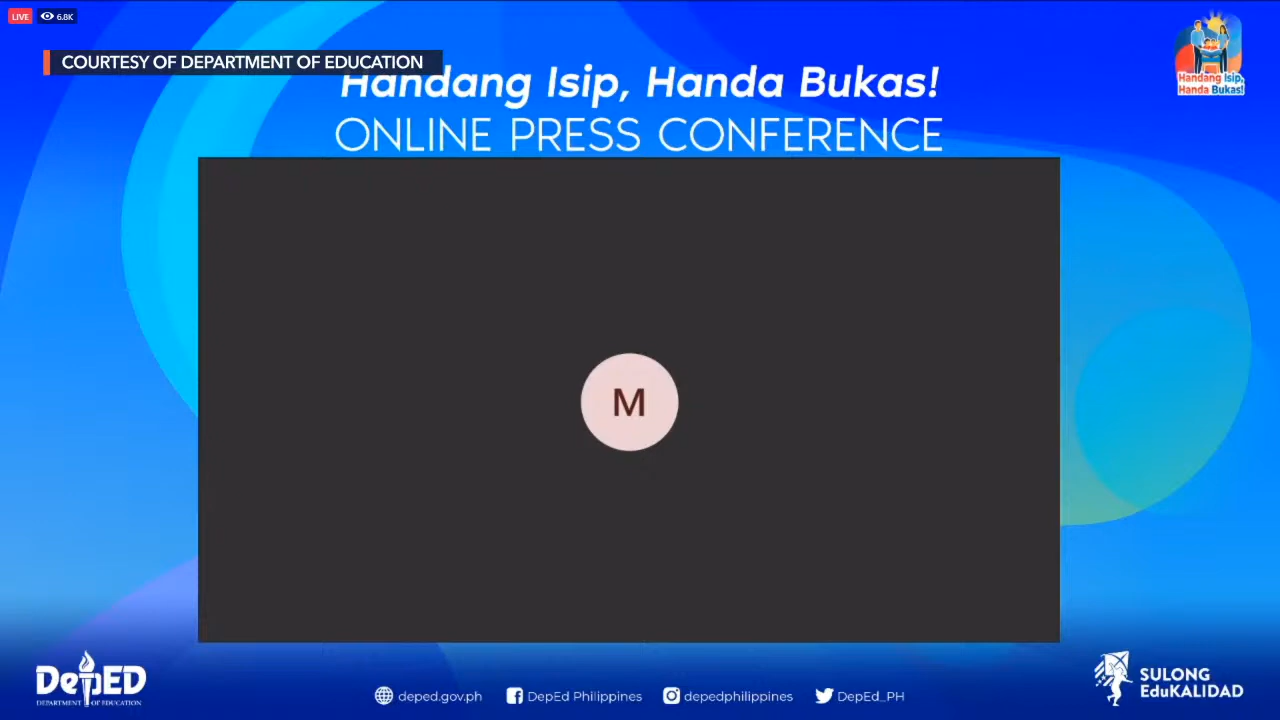 LIVE 6.8K
COURTESY OF DEPARTMENT OF EDUCATION
Handang Isip, Handa Bukas!
ONLINE PRESS CONFERENCE
Handang Isip,
Handa Bukas!
M
DepED
DEPARTMENT OF EDUCATION
deped.gov.ph DepEd Philippines depedphilippines DepEd_PH
SULONG
EduKALIDAD